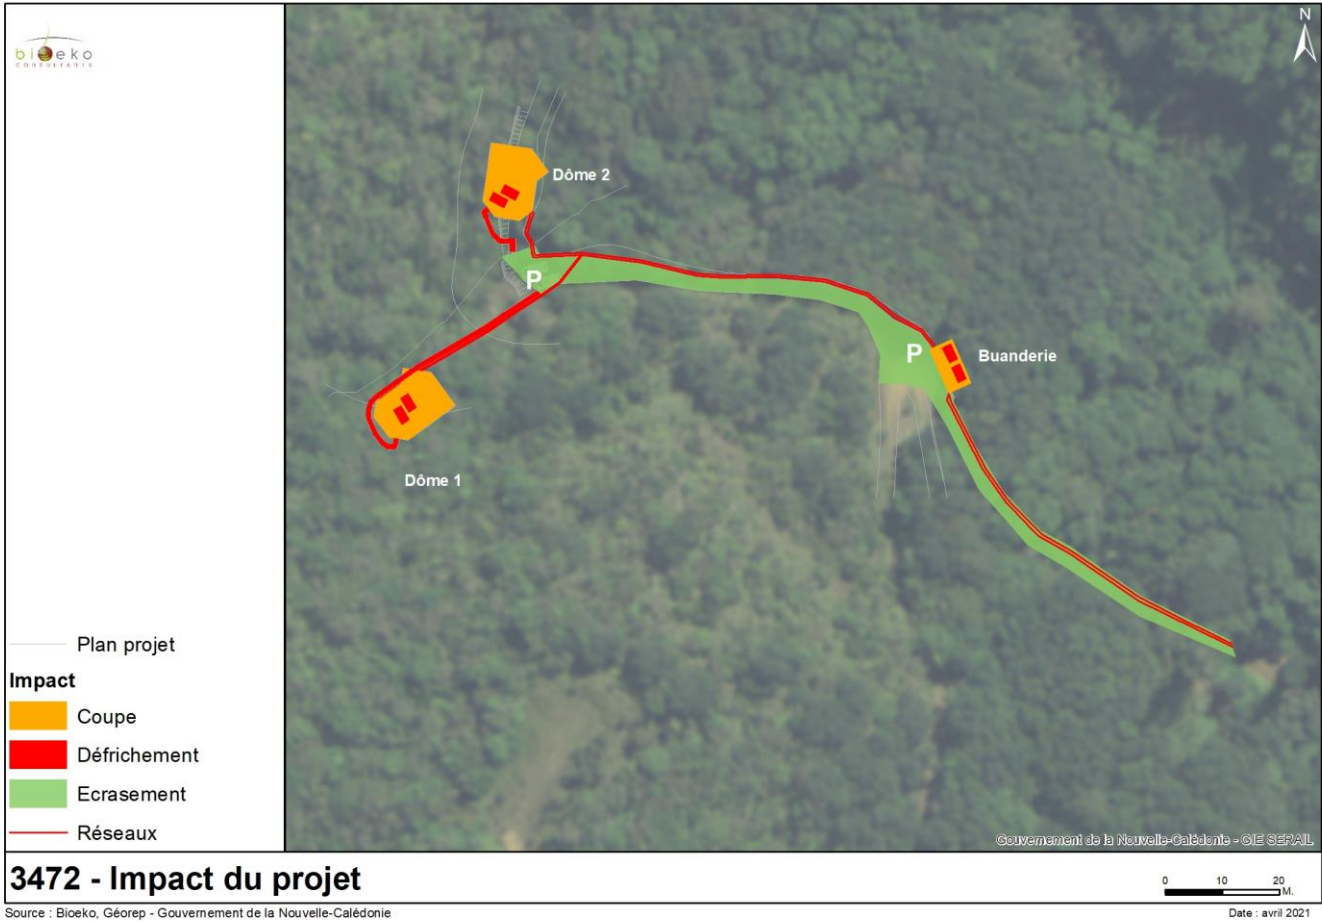 bioeko
CONSULTANTS
N
Dôme 2
P
P
Buanderie
Dôme 1
Plan projet
Impact
Coupe
Défrichement
Ecrasement
Réseaux
Gouvernement de la Nouvelle-Calédonie - GIE SERAIL
3472 - Impact du projet
0 10 20
M.
Source : Bioeko, Géorep - Gouvernement de la Nouvelle-Calédonie
Date : avril 2021